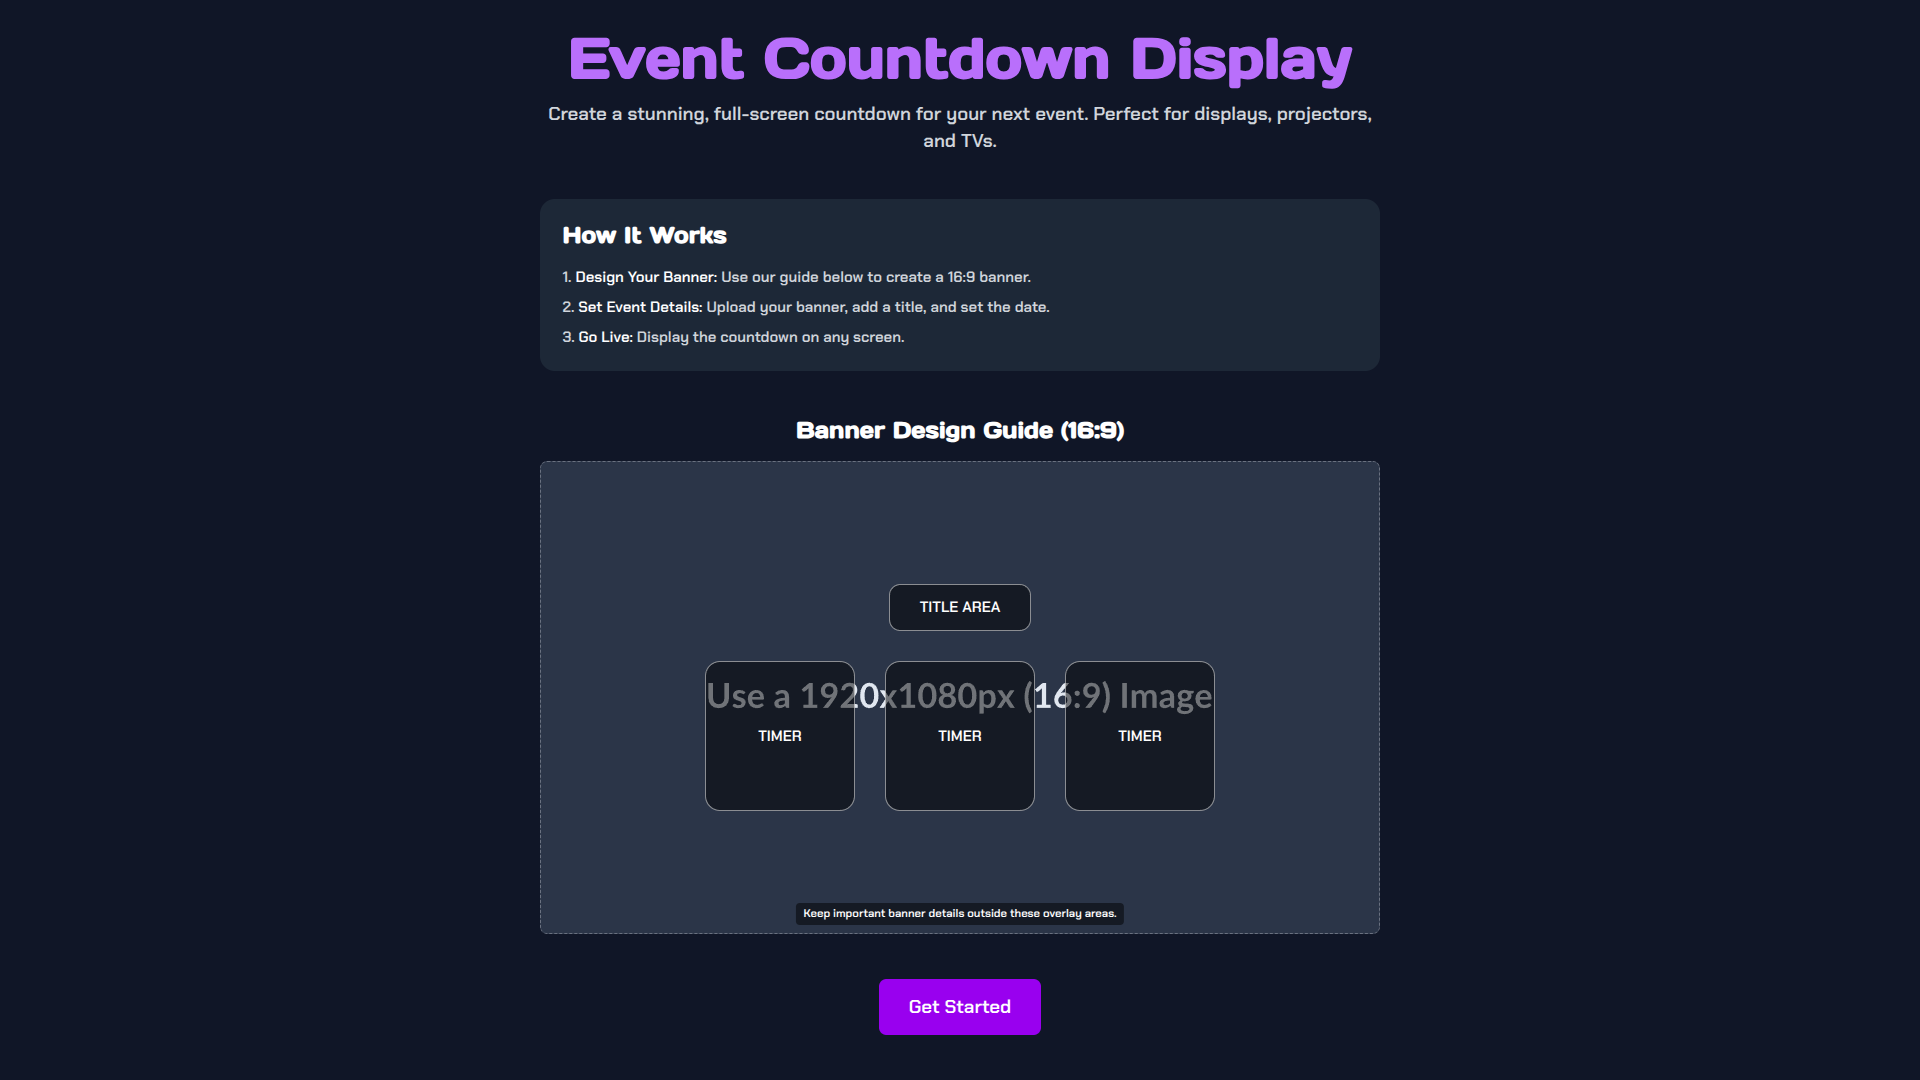 Event Countdown Display
Create a stunning, full-screen countdown for your next event. Perfect for displays, projectors,
and TVs.
How It Works
1. Design Your Banner: Use our guide below to create a 16:9 banner.
2. Set Event Details: Upload your banner, add a title, and set the date.
3. Go Live: Display the countdown on any screen.
Banner Design Guide (16:9)
TITLE AREA
Use a 1920x1080px (16:9) Image
TIMER TIMER TIMER
Keep important banner details outside these overlay areas.
Get Started